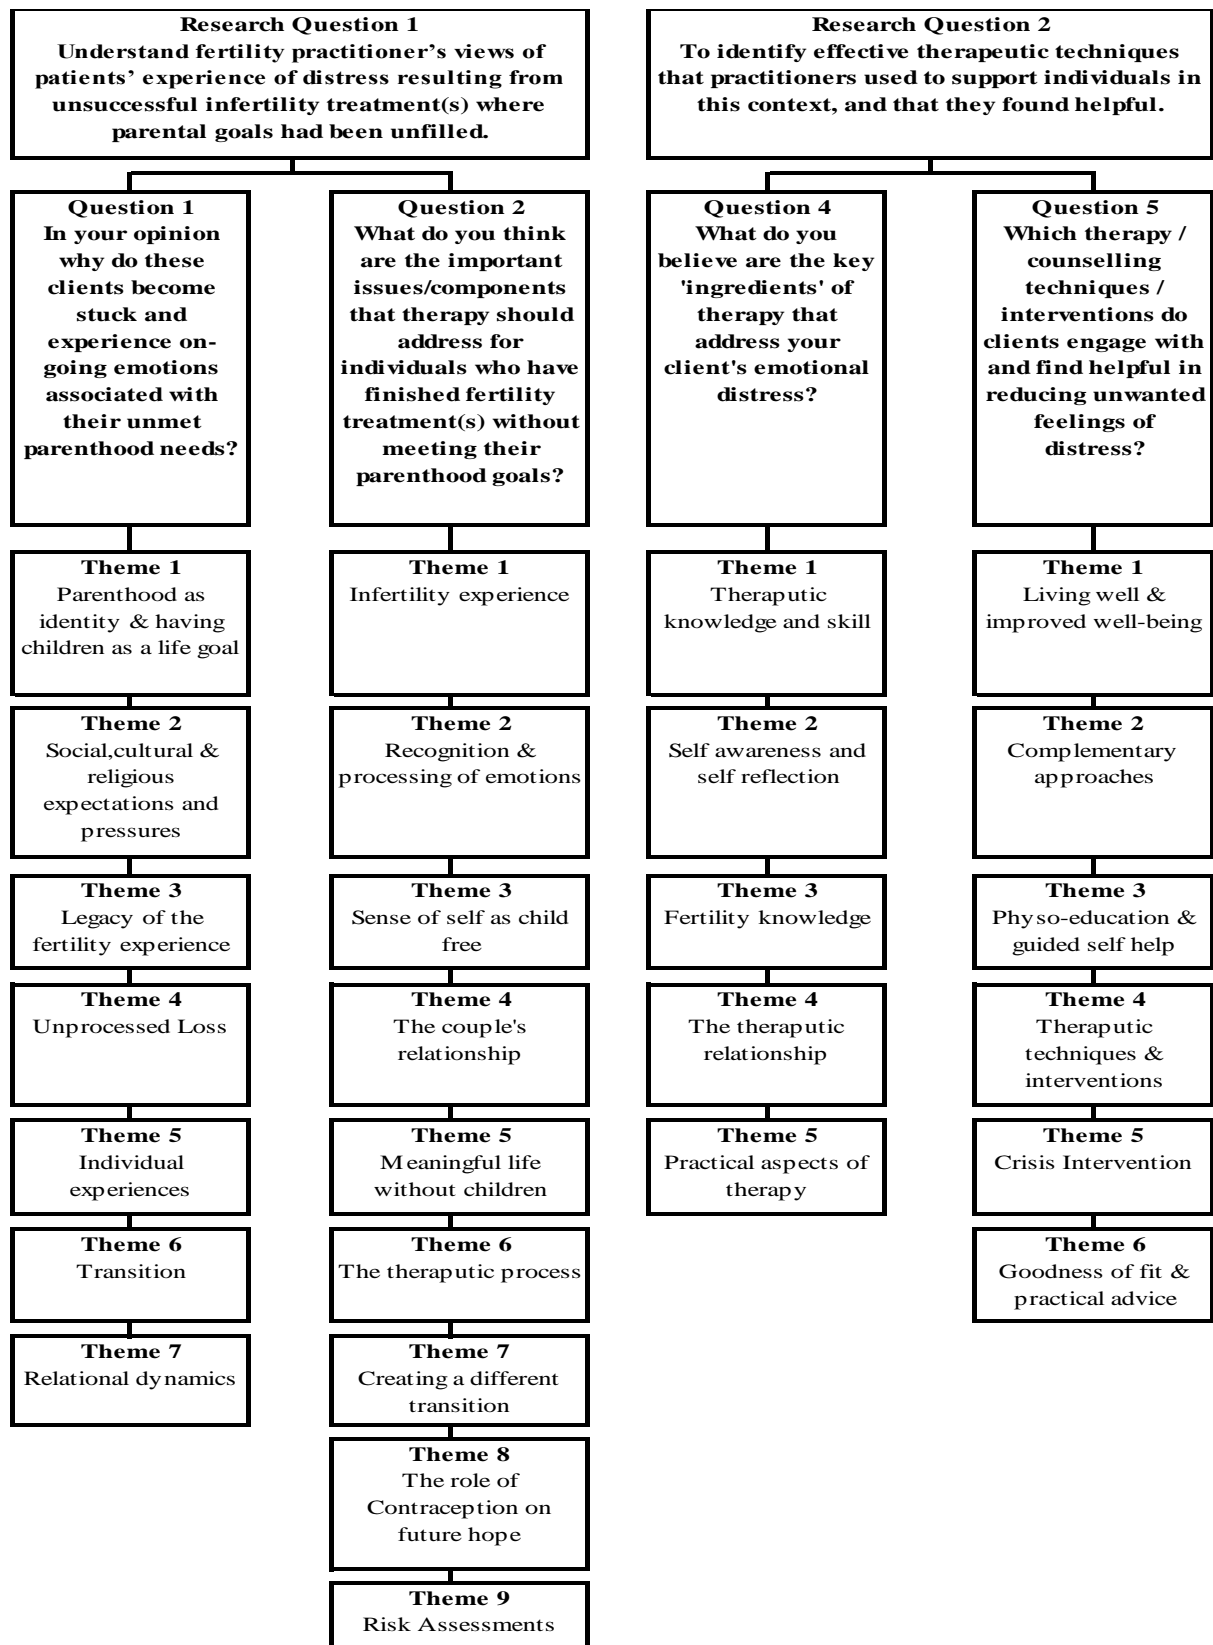 Research Question 1
Understand fertility practitioner's views of
patients' experience of distress resulting from
unsuccessful infertility treatment(s) where
parental goals had been unfilled.
Research Question 2
To identify effective therapeutic techniques
that practitioners used to support individuals in
this context, and that they found helpful.
Question 1
In your opinion
why do these
clients become
stuck and
experience on-
going emotions
associated with
their unmet
parenthood needs?
Question 2
What do you think
are the important
issues/components
that therapy should
address for
individuals who have
finished fertility
treatment(s) without
meeting their
parenthood goals?
Question 4
What do you
believe are the key
'ingredients' of
therapy that
address your
client's emotional
distress?
Question 5
Which therapy /
counselling
techniques /
interventions do
clients engage with
and find helpful in
reducing unwanted
feelings of
distress?
Theme 1
Parenthood as
identity & having
children as a life goal
Theme 1
Infertility experience
Theme 1
Theraputic
knowledge and skill
Theme 1
Living well &
improved well-being
Theme 2
Social,cultural &
religious
expectations and
pressures
Theme 2
Recognition &
processing of emotions
Theme 2
Self awareness and
self reflection
Theme 2
Complementary
approaches
Theme 3
Legacy of the
fertility experience
Theme 3
Sense of self as child
free
Theme 3
Fertility knowledge
Theme 3
Physo-education &
guided self help
Theme 4
Unprocessed Loss
Theme 4
The couple's
relationship
Theme 4
The theraputic
relationship
Theme 4
Theraputic
techniques &
interventions
Theme 5
Individual
experiences
Theme 5
Meaningful life
without children
Theme 5
Practical aspects of
therapy
Theme 5
Crisis Intervention
Theme 6
Transition
Theme 6
The theraputic process
Theme 6
Goodness of fit &
practical advice
Theme 7
Relational dynamics
Theme 7
Creating a different
transition
Theme 8
The role of
Contraception on
future hope
Theme 9
Risk Assessments